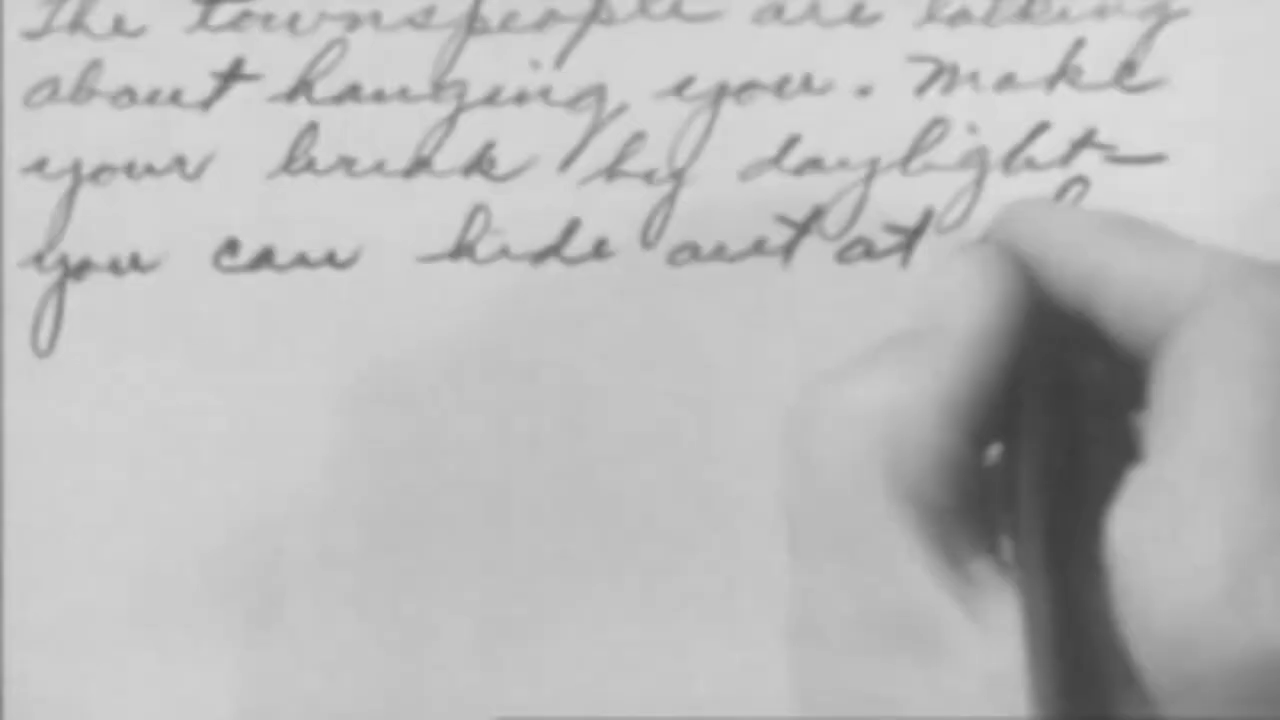 The townspeople are talking
about hanging you. Make
your break by daylight—
you can hide out at